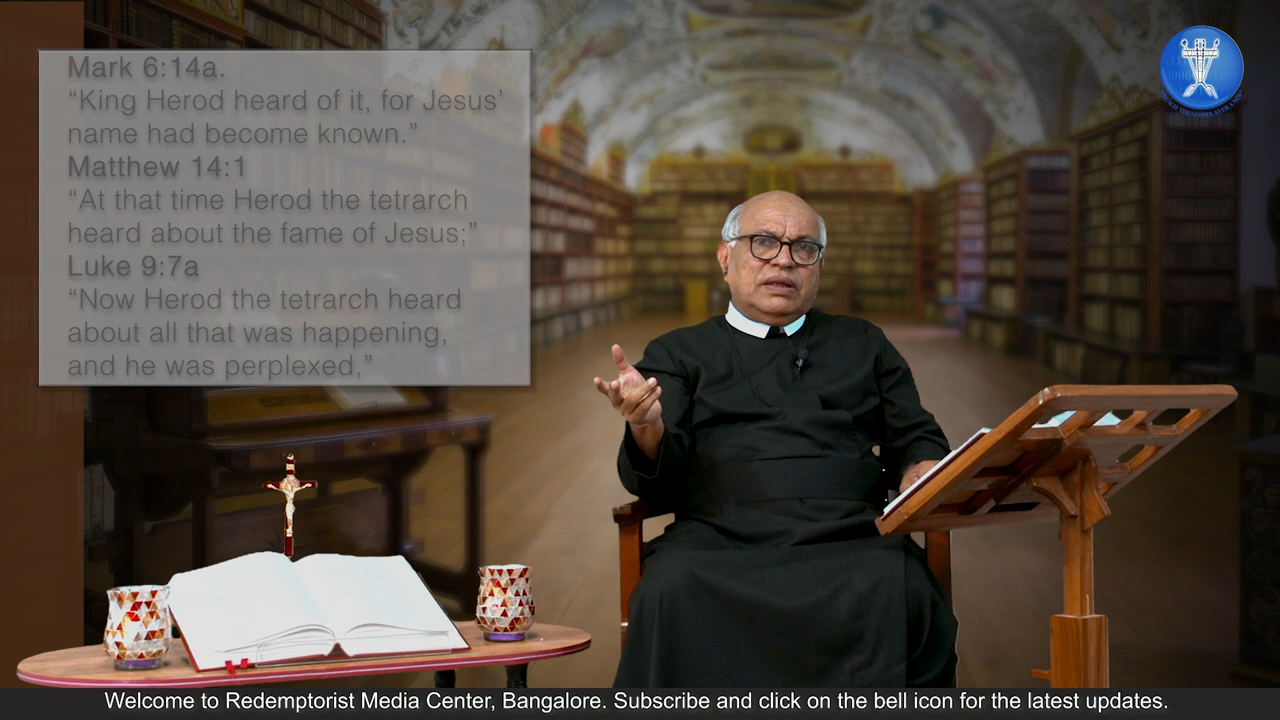 Mark 6:14a.
“King Herod heard of it, for Jesus’
name had become known.”
Matthew 14:1
“At that time Herod the tetrarch
heard about the fame of Jesus;”
Luke 9:7a
“Now Herod the tetrarch heard
about all that was happening,
and he was perplexed,”
Welcome to Redemptorist Media Center, Bangalore. Subscribe and click on the bell icon for the latest updates.